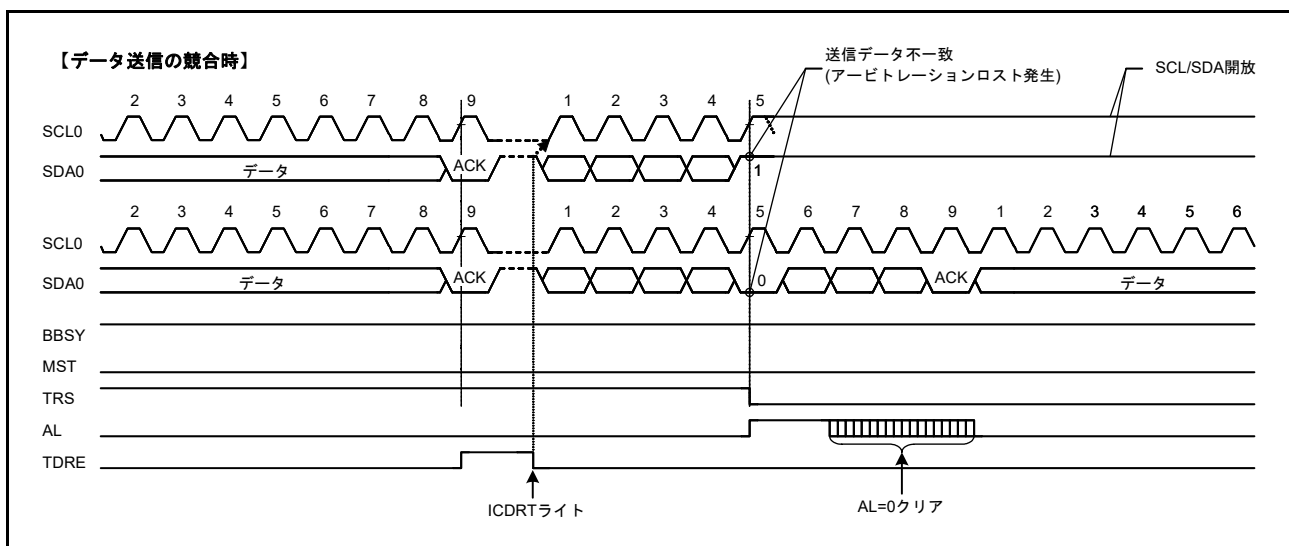 【データ送信の競合時】
送信データ不一致
(アービトレーションロスト発生)
SCL/SDA開放
2 3 4 5 6 7 8 9 1 2 3 4 5
SCL0
SDA0 データ ACK 1
2 3 4 5 6 7 8 9 1 2 3 4 5 6 7 8 9 1 2 3 4 5 6
SCL0
SDA0 データ ACK 0 ACK データ
BBSY
MST
TRS
AL
TDRE
ICDRTライト
AL=0クリア